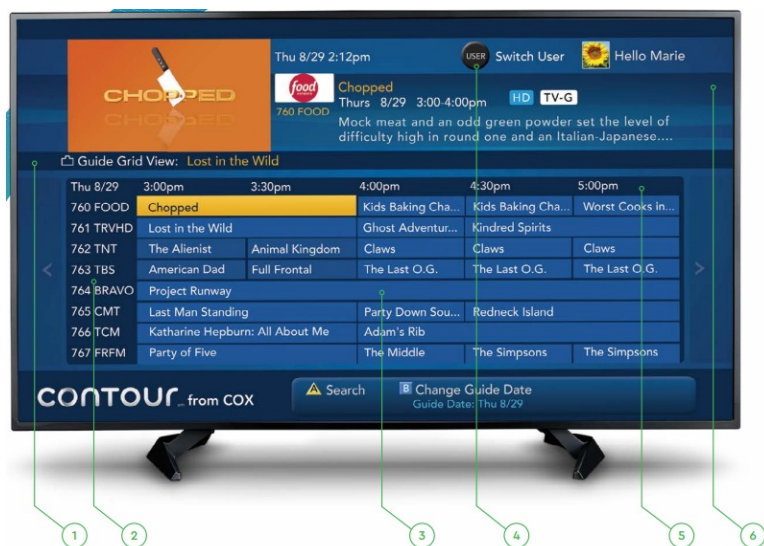 Thu 8/29 2:12pm
USER Switch User
Hello Marie
CHOPPED
food
760 FOOD
Chopped
Thurs 8/29 3:00-4:00pm HD TV-G
Mock meat and an odd green powder set the level of
difficulty high in round one and an Italian-Japanese....
Guide Grid View: Lost in the Wild
Thu 8/29 3:00pm 3:30pm 4:00pm 4:30pm 5:00pm
760 FOOD Chopped Kids Baking Cha... Kids Baking Cha... Worst Cooks in...
761 TRVHD Lost in the Wild Ghost Adventur... Kindred Spirits
762 TNT The Alienist Animal Kingdom Claws Claws Claws
763 TBS American Dad Full Frontal The Last O.G. The Last O.G. The Last O.G.
764 BRAVO Project Runway
765 CMT Last Man Standing Party Down Sou... Redneck Island
766 TCM Katharine Hepburn: All About Me Adam's Rib
767 FRFM Party of Five The Middle The Simpsons The Simpsons
contour from COX
A Search
B Change Guide Date
Guide Date: Thu 8/29
1 2 3 4 5 6